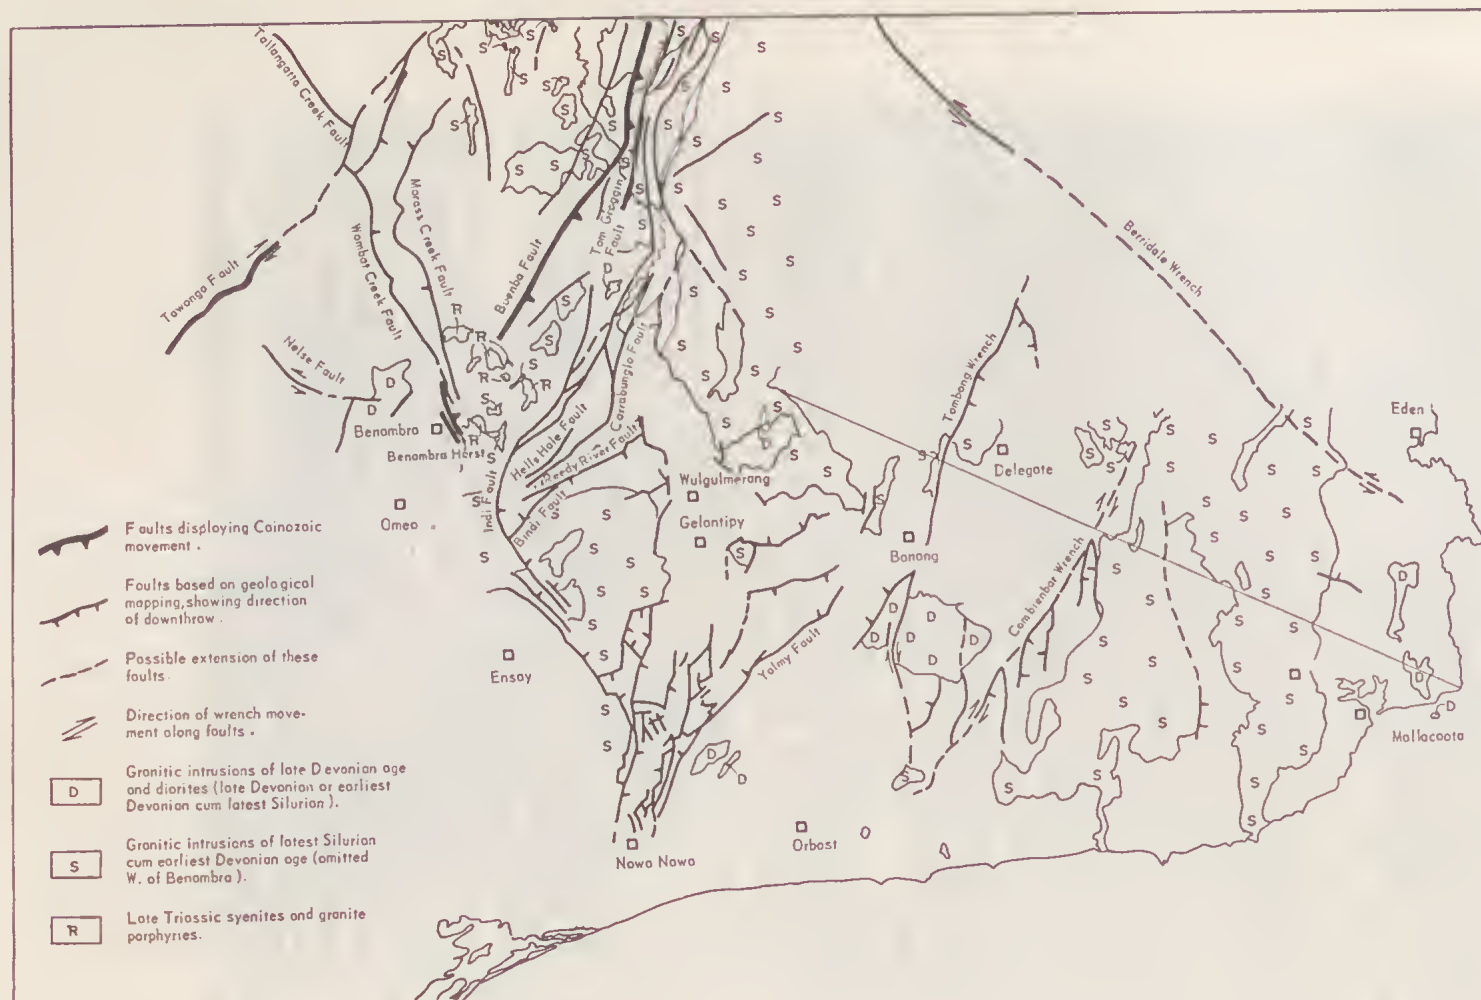 Tallangatta Creek Fault
Morass Creek Fault
Wombat Creek Fault
Tawonga Fault
Nelse Fault
Buenba Fault
Tom Groggin
Fault
Berridale Wrench
Tombong Wrench
Carrabungla Fault
Hells Hole Fault
Reedy River Fault
Indi Fault
Bindi Fault
Benambra
Benambra Horst
Omeo
Wulgulmerang
Gelantipy
Delegate
Eden
Bonang
Combienbar Wrench
Yalmy Fault
Ensay
Mallacoota
Orbost
Nowa Nowa
Faults displaying Cainozoic
movement .
Faults based on geological
mapping, showing direction
of downthrow .
Possible extension of these
faults .
Direction of wrench move-
ment along faults .
D
Granitic intrusions of late Devonian age
and diorites (late Devonian or earliest
Devonian cum latest Silurian ).
S
Granitic intrusions of latest Silurian
cum earliest Devonian age (omitted
W. of Benambra ).
R
Late Triassic syenites and granite
porphyries.